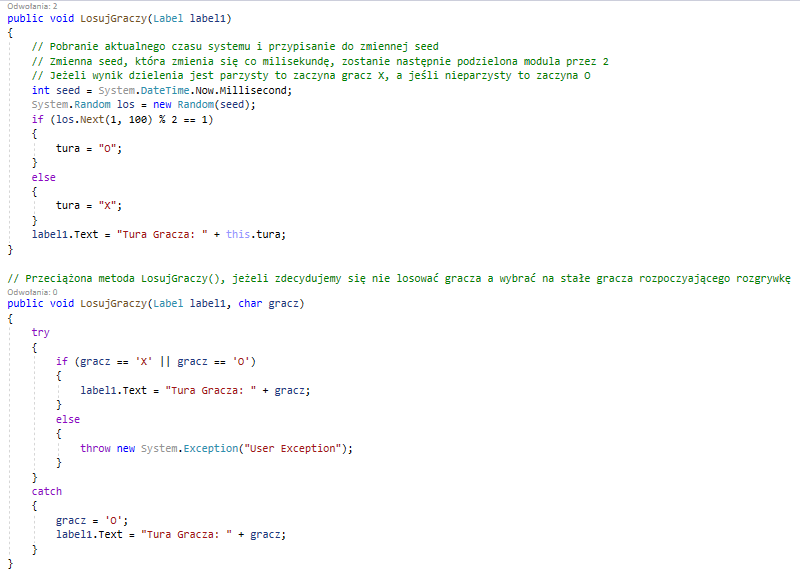 Odwołania: 2
public void LosujGraczy(Label label1)
{
// Pobranie aktualnego czasu systemu i przypisanie do zmiennej seed
// Zmienna seed, która zmienia się co milisekundę, zostanie następnie podzielona modula przez 2
// Jeżeli wynik dzielenia jest parzysty to zaczyna gracz X, a jeśli nieparzysty to zaczyna O
int seed = System.DateTime.Now.Millisecond;
System.Random los = new Random(seed);
if (los.Next(1, 100) % 2 == 1)
{
tura = "O";
}
else
{
tura = "X";
}
label1.Text = "Tura Gracza: " + this.tura;
}
// Przeciążona metoda LosujGraczy(), jeżeli zdecydujemy się nie losować gracza a wybrać na stałe gracza rozpoczyającego rozgrywkę
Odwołania: 0
public void LosujGraczy(Label label1, char gracz)
{
try
{
if (gracz == 'X' || gracz == 'O')
{
label1.Text = "Tura Gracza: " + gracz;
}
else
{
throw new System.Exception("User Exception");
}
}
catch
{
gracz = 'O';
label1.Text = "Tura Gracza: " + gracz;
}
}